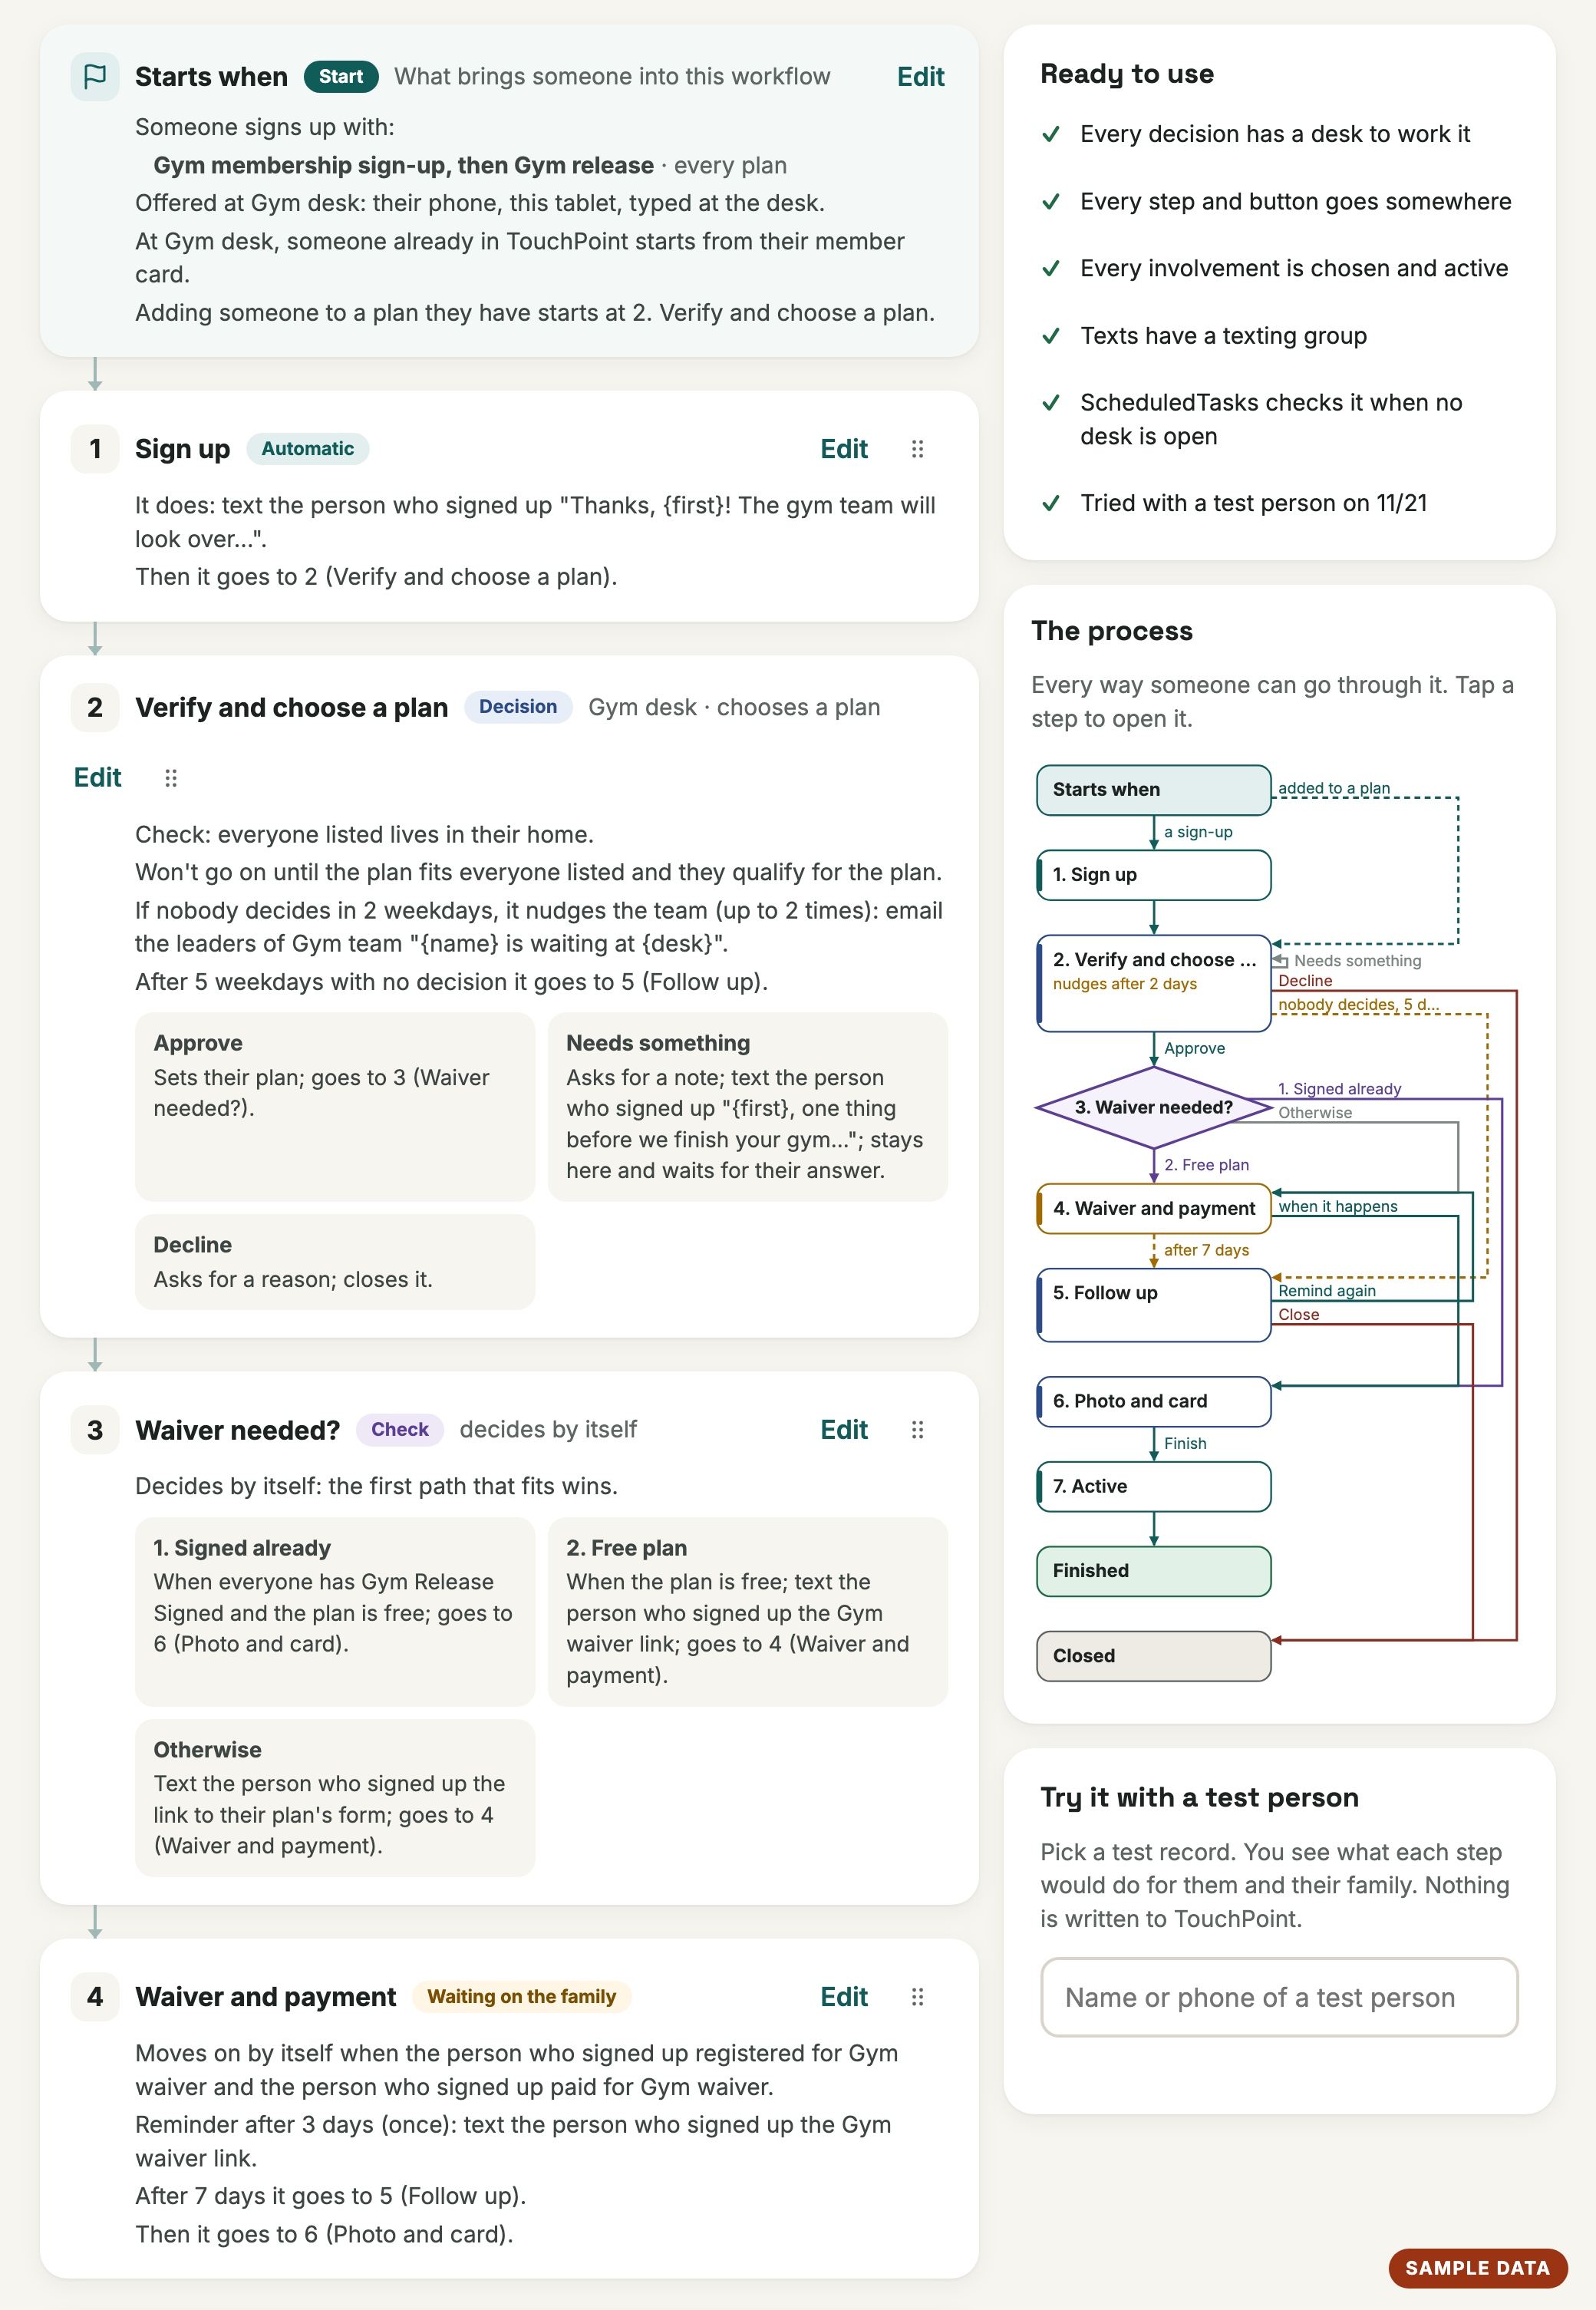 Starts when
Start
What brings someone into this workflow
Edit
Someone signs up with:
Gym membership sign-up, then Gym release · every plan
Offered at Gym desk: their phone, this tablet, typed at the desk.
At Gym desk, someone already in TouchPoint starts from their member
card.
Adding someone to a plan they have starts at 2. Verify and choose a plan.
1
Sign up
Automatic
Edit
It does: text the person who signed up "Thanks, {first}! The gym team will
look over...".
Then it goes to 2 (Verify and choose a plan).
2
Verify and choose a plan
Decision
Gym desk · chooses a plan
Edit
Check: everyone listed lives in their home.
Won't go on until the plan fits everyone listed and they qualify for the plan.
If nobody decides in 2 weekdays, it nudges the team (up to 2 times): email
the leaders of Gym team "{name} is waiting at {desk}".
After 5 weekdays with no decision it goes to 5 (Follow up).
Approve
Sets their plan; goes to 3 (Waiver
needed?).
Needs something
Asks for a note; text the person
who signed up "{first}, one thing
before we finish your gym..."; stays
here and waits for their answer.
Decline
Asks for a reason; closes it.
3
Waiver needed?
Check
decides by itself
Edit
Decides by itself: the first path that fits wins.
1. Signed already
When everyone has Gym Release
Signed and the plan is free; goes to
6 (Photo and card).
2. Free plan
When the plan is free; text the
person who signed up the Gym
waiver link; goes to 4 (Waiver and
payment).
Otherwise
Text the person who signed up the
link to their plan's form; goes to 4
(Waiver and payment).
4
Waiver and payment
Waiting on the family
Edit
Moves on by itself when the person who signed up registered for Gym
waiver and the person who signed up paid for Gym waiver.
Reminder after 3 days (once): text the person who signed up the Gym
waiver link.
After 7 days it goes to 5 (Follow up).
Then it goes to 6 (Photo and card).
Ready to use
Every decision has a desk to work it
Every step and button goes somewhere
Every involvement is chosen and active
Texts have a texting group
ScheduledTasks checks it when no
desk is open
Tried with a test person on 11/21
The process
Every way someone can go through it. Tap a
step to open it.
Starts when
added to a plan
a sign-up
1. Sign up
2. Verify and choose ...
nudges after 2 days
Needs something
Decline
nobody decides, 5 d...
Approve
3. Waiver needed?
1. Signed already
Otherwise
2. Free plan
4. Waiver and payment
when it happens
after 7 days
5. Follow up
Remind again
Close
6. Photo and card
Finish
7. Active
Finished
Closed
Try it with a test person
Pick a test record. You see what each step
would do for them and their family. Nothing
is written to TouchPoint.
Name or phone of a test person
SAMPLE DATA